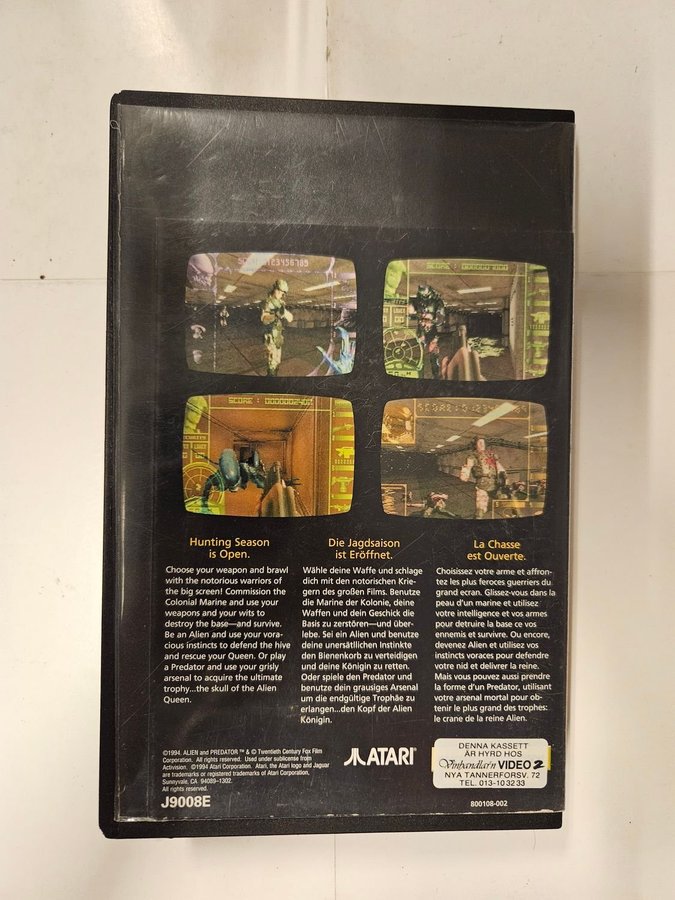 SCORE:0123456789
SCORE : 0000001000
SCORE : 0000002400
Hunting Season
is Open.
Choose your weapon and brawl
with the notorious warriors of
the big screen! Commission the
Colonial Marine and use your
weapons and your wits to
destroy the base—and survive.
Be an Alien and use your vora-
cious instincts to defend the hive
and rescue your Queen. Or play
a Predator and use your grisly
arsenal to acquire the ultimate
trophy...the skull of the Alien
Queen.
Die Jagdsaison
ist Eröffnet.
Wähle deine Waffe und schlage
dich mit den notorischen Krie-
gern des großen Films. Benutze
die Marine der Kolonie, deine
Waffen und dein Geschick die
Basis zu zerstören—und über-
lebe. Sei ein Alien und benutze
deine unersätlichen Instinkte
den Bienenkorb zu verteidigen
und deine Königin zu retten.
Oder spiele den Predator und
benutze dein grausiges Arsenal
um die endgültige Trophäe zu
erlangen...den Kopf der Alien
Königin.
La Chasse
est Ouverte.
Choisissez votre arme et affron-
tez les plus feroces guerriers du
grand ecran. Glissez-vous dans la
peau d'un marine et utilisez
votre intelligence et vos armes
pour detruire la base ce vos
ennemis et survivre. Ou encore,
devenez Alien et utilizez vos
instincts voraces pour defendre
votre nid et delivrer la reine.
Mais vous pouvez aussi prendre
la forme d'un Predator, utilisant
votre arsenal mortel pour ob-
tenir le plus grand des trophes:
le crane de la reine Alien.
©1994. ALIEN and PREDATOR ™ & © Twentieth Century Fox Film
Corporation. All rights reserved. Used under sublicense from
Activision. ©1994 Atari Corporation. Atari, the Atari logo and Jaguar
are trademarks or registered trademarks of Atari Corporation.
Sunnyvale, CA 94089-1302.
All rights reserved.
J9008E
ATARI®
DENNA KASSETT
ÄR HYRD HOS
Vinhandlar'n VIDEO 2
NYA TANNERFORSV. 72
TEL. 013-10 32 33
800108-002